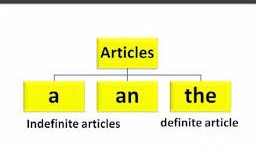 Articles
a an the
Indefinite articles definite article